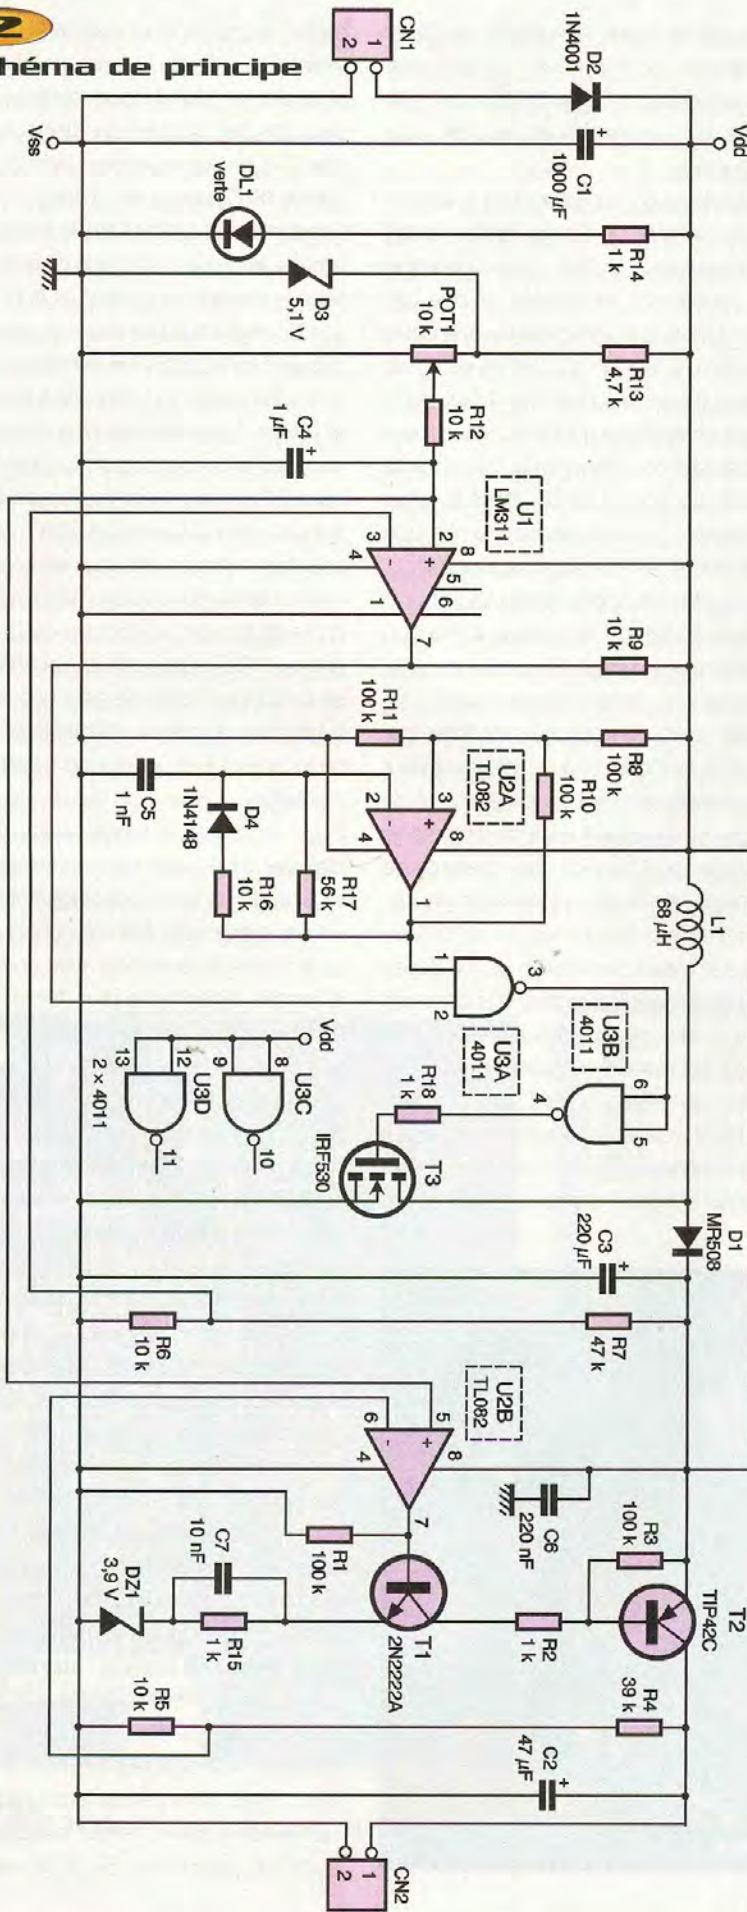 2
héma de principe
CN1
1
2
D2
1N4001
Vdd
Vss
+
C1
1000 µF
DL1
verte
R14
1 k
D3
5,1 V
POT1
10 k
R13
4,7 k
R12
10 k
+
C4
1 µF
U1
LM311
2
3
+
-
8
5
6
4
1
7
R9
10 k
R11
100 k
R8
100 k
R10
100 k
U2A
TL082
3
2
+
-
8
4
1
C5
1 nF
D4
1N4148
R16
10 k
R17
56 k
L1
68 µH
1
2
3
U3A
4011
U3B
4011
6
5
4
Vdd
8
9
10
U3C
12
13
11
U3D
2 × 4011
R18
1 k
T3
IRF530
D1
MR508
+
C3
220 µF
R7
47 k
R6
10 k
U2B
TL082
5
6
+
-
8
4
7
C6
220 nF
R1
100 k
C7
10 nF
R15
1 k
DZ1
3,9 V
T1
2N2222A
R2
1 k
R3
100 k
T2
TIP42C
R4
39 k
R5
10 k
+
C2
47 µF
1
2
CN2